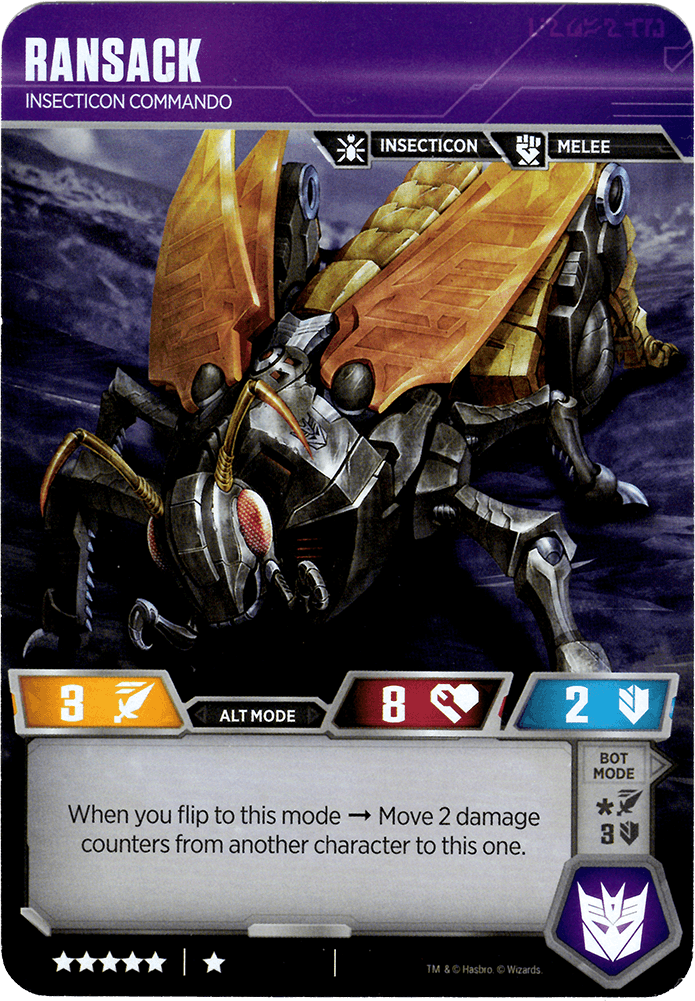 RANSACK
INSECTICON COMMANDO
INSECTICON MELEE
3 ALT MODE 8 2
When you flip to this mode → Move 2 damage
counters from another character to this one.
BOT
MODE
*
3
TM & © Hasbro. © Wizards.